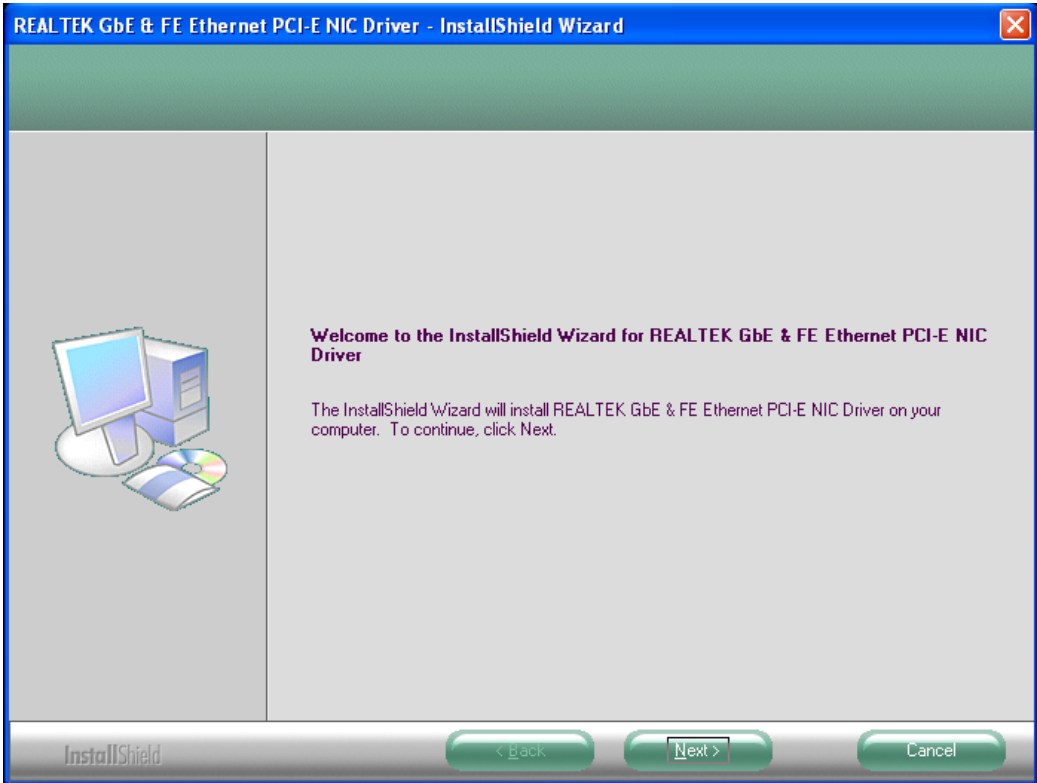 REALTEK GbE & FE Ethernet PCI-E NIC Driver - InstallShield Wizard
Welcome to the InstallShield Wizard for REALTEK GbE & FE Ethernet PCI-E NIC
Driver
The InstallShield Wizard will install REALTEK GbE & FE Ethernet PCI-E NIC Driver on your
computer. To continue, click Next.
InstallShield
< Back
Next >
Cancel